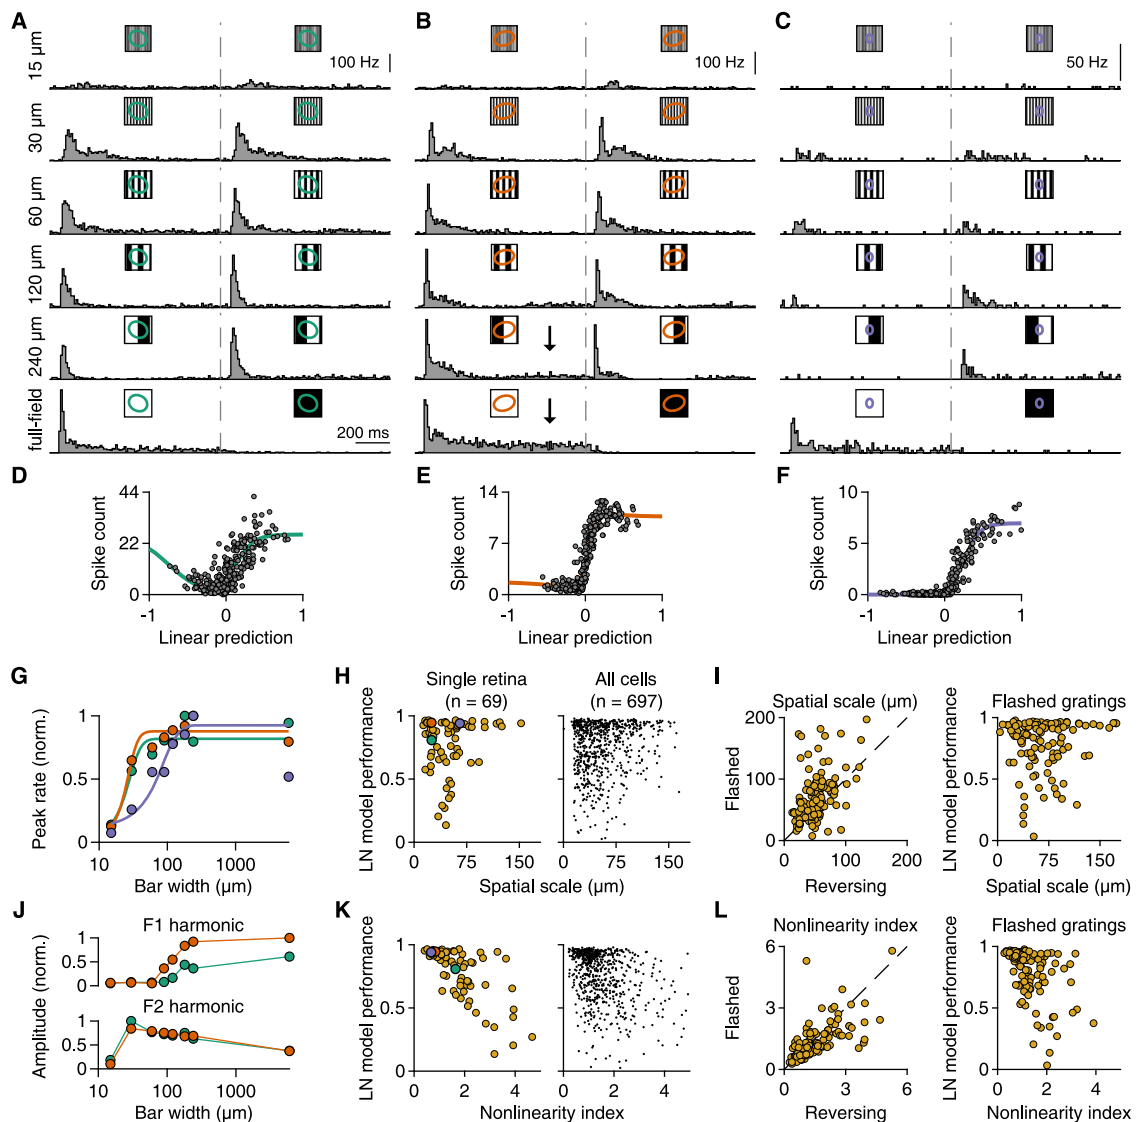 A
B
C
15 µm
100 Hz
100 Hz
50 Hz
30 µm
60 µm
120 µm
240 µm
full-field
200 ms
D
E
F
Spike count
44
22
0
-1
0
1
Linear prediction
Spike count
14
7
0
-1
0
1
Linear prediction
Spike count
10
5
0
-1
0
1
Linear prediction
G
Peak rate (norm.)
1
0.5
0
10
100
1000
Bar width (µm)
H
Single retina
(n = 69)
All cells
(n = 697)
LN model performance
1
0.5
0
0
75
150
0
75
150
Spatial scale (µm)
I
Spatial scale (µm)
Flashed
200
100
0
0
100
200
Reversing
Flashed gratings
LN model performance
1
0.5
0
0
75
150
Spatial scale (µm)
J
F1 harmonic
1
0.5
0
F2 harmonic
1
0.5
0
Amplitude (norm.)
10
100
1000
Bar width (µm)
K
LN model performance
1
0.5
0
0
2
4
0
2
4
Nonlinearity index
L
Nonlinearity index
Flashed
6
3
0
0
3
6
Reversing
Flashed gratings
LN model performance
1
0.5
0
0
2
4
Nonlinearity index